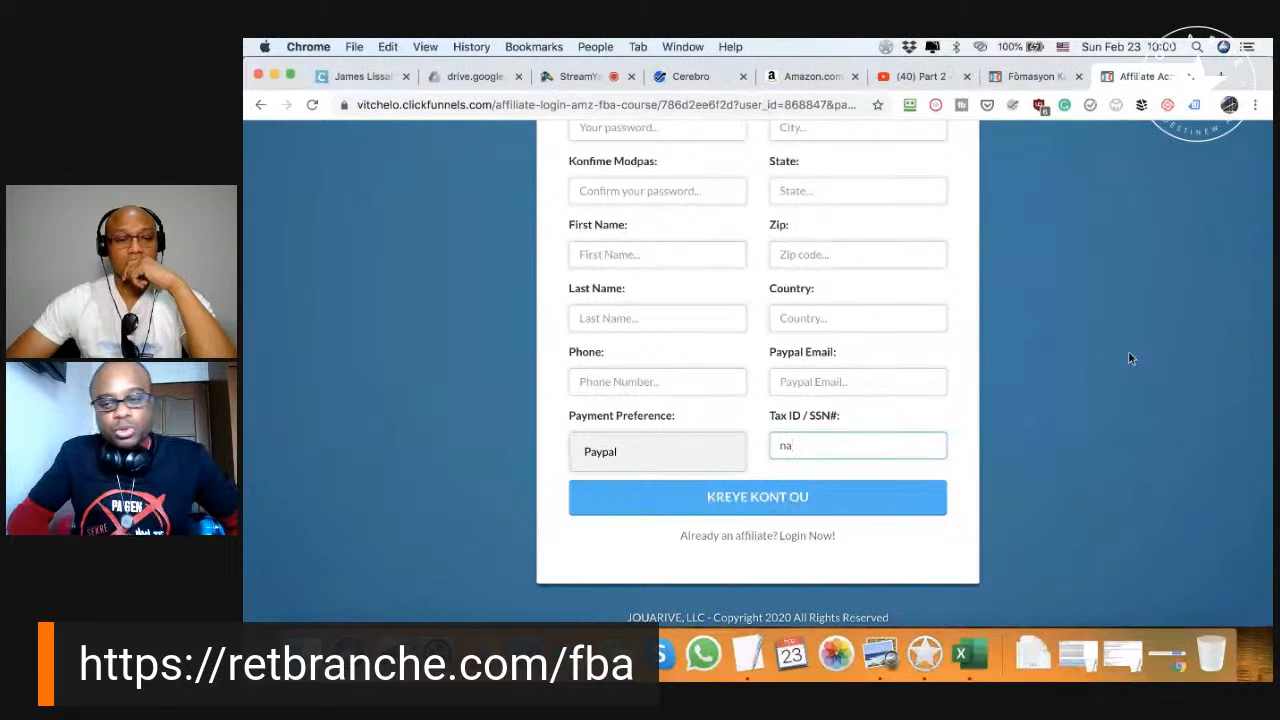 Chrome File Edit View History Bookmarks People Tab Window Help 100% Sun Feb 23 10:00
James Lissai drive.google StreamYa Cerebro Amazon.com (40) Part 2 - Fòmasyon K Affiliate Ac
vitchelo.clickfunnels.com/affiliate-login-amz-fba-course/786d2ee6f2d?user_id=868847&pa...
Your password... City...
Konfime Modpas: State:
Confirm your password... State...
First Name: Zip:
First Name... Zip code...
Last Name: Country:
Last Name... Country...
Phone: Paypal Email:
Phone Number... Paypal Email...
Payment Preference: Tax ID / SSN#:
Paypal na
KREYE KONT OU
Already an affiliate? Login Now!
JOUARIVE, LLC - Copyright 2020 All Rights Reserved
PA GEN
SEKRE
23
https://retbranche.com/fba